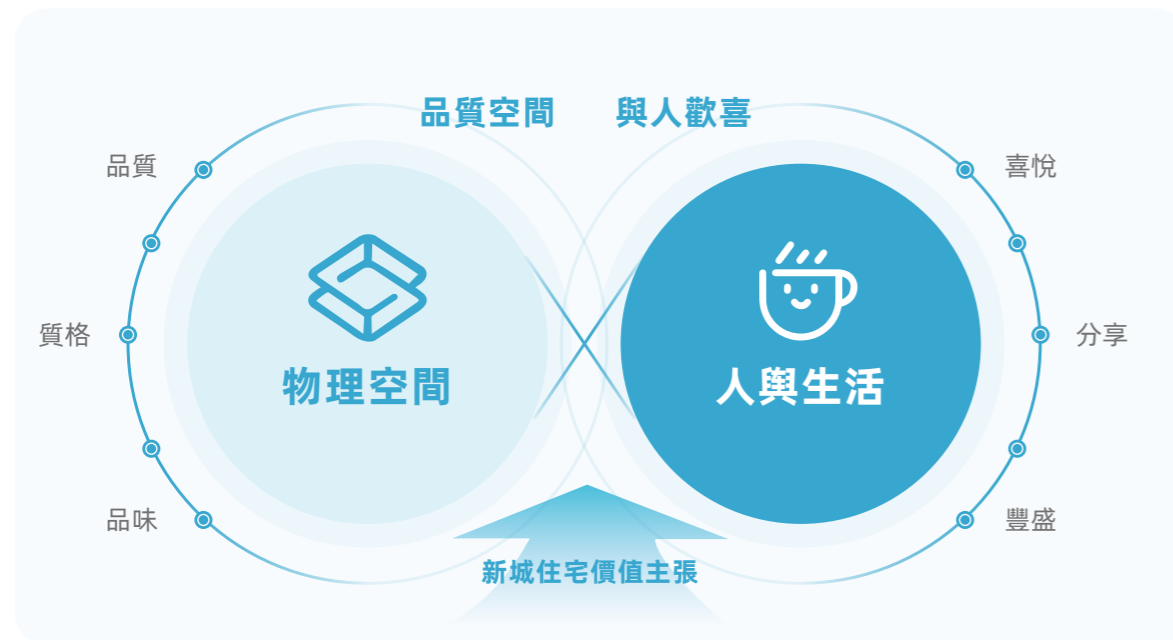 品質空間
與人歡喜
品質
喜悅
質格
分享
物理空間
人輿生活
品味
豐盛
新城住宅價值主張